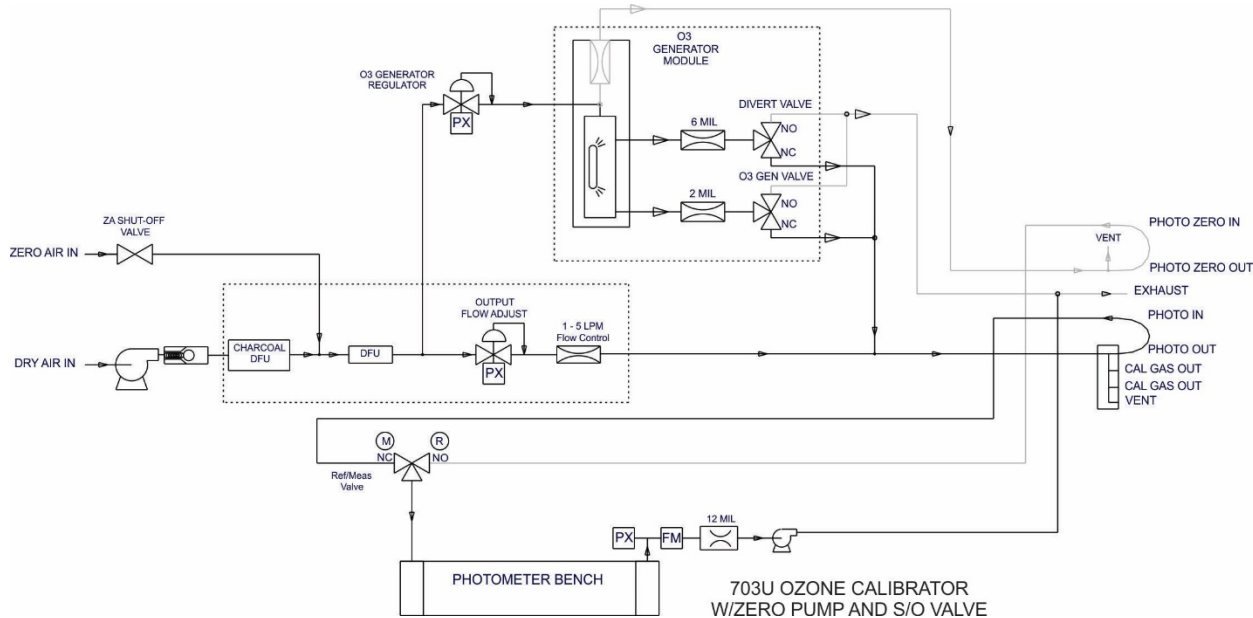 O3
GENERATOR
MODULE
O3 GENERATOR
REGULATOR
PX
DIVERT VALVE
6 MIL
NO
NC
O3 GEN VALVE
2 MIL
NO
NC
ZA SHUT-OFF
VALVE
ZERO AIR IN
PHOTO ZERO IN
VENT
PHOTO ZERO OUT
EXHAUST
OUTPUT
FLOW ADJUST
1 - 5 LPM
Flow Control
PHOTO IN
CHARCOAL
DFU
DFU
PX
DRY AIR IN
PHOTO OUT
CAL GAS OUT
CAL GAS OUT
VENT
M
R
NC
NO
Ref/Meas
Valve
12 MIL
PX
FM
PHOTOMETER BENCH
703U OZONE CALIBRATOR
W/ZERO PUMP AND S/O VALVE